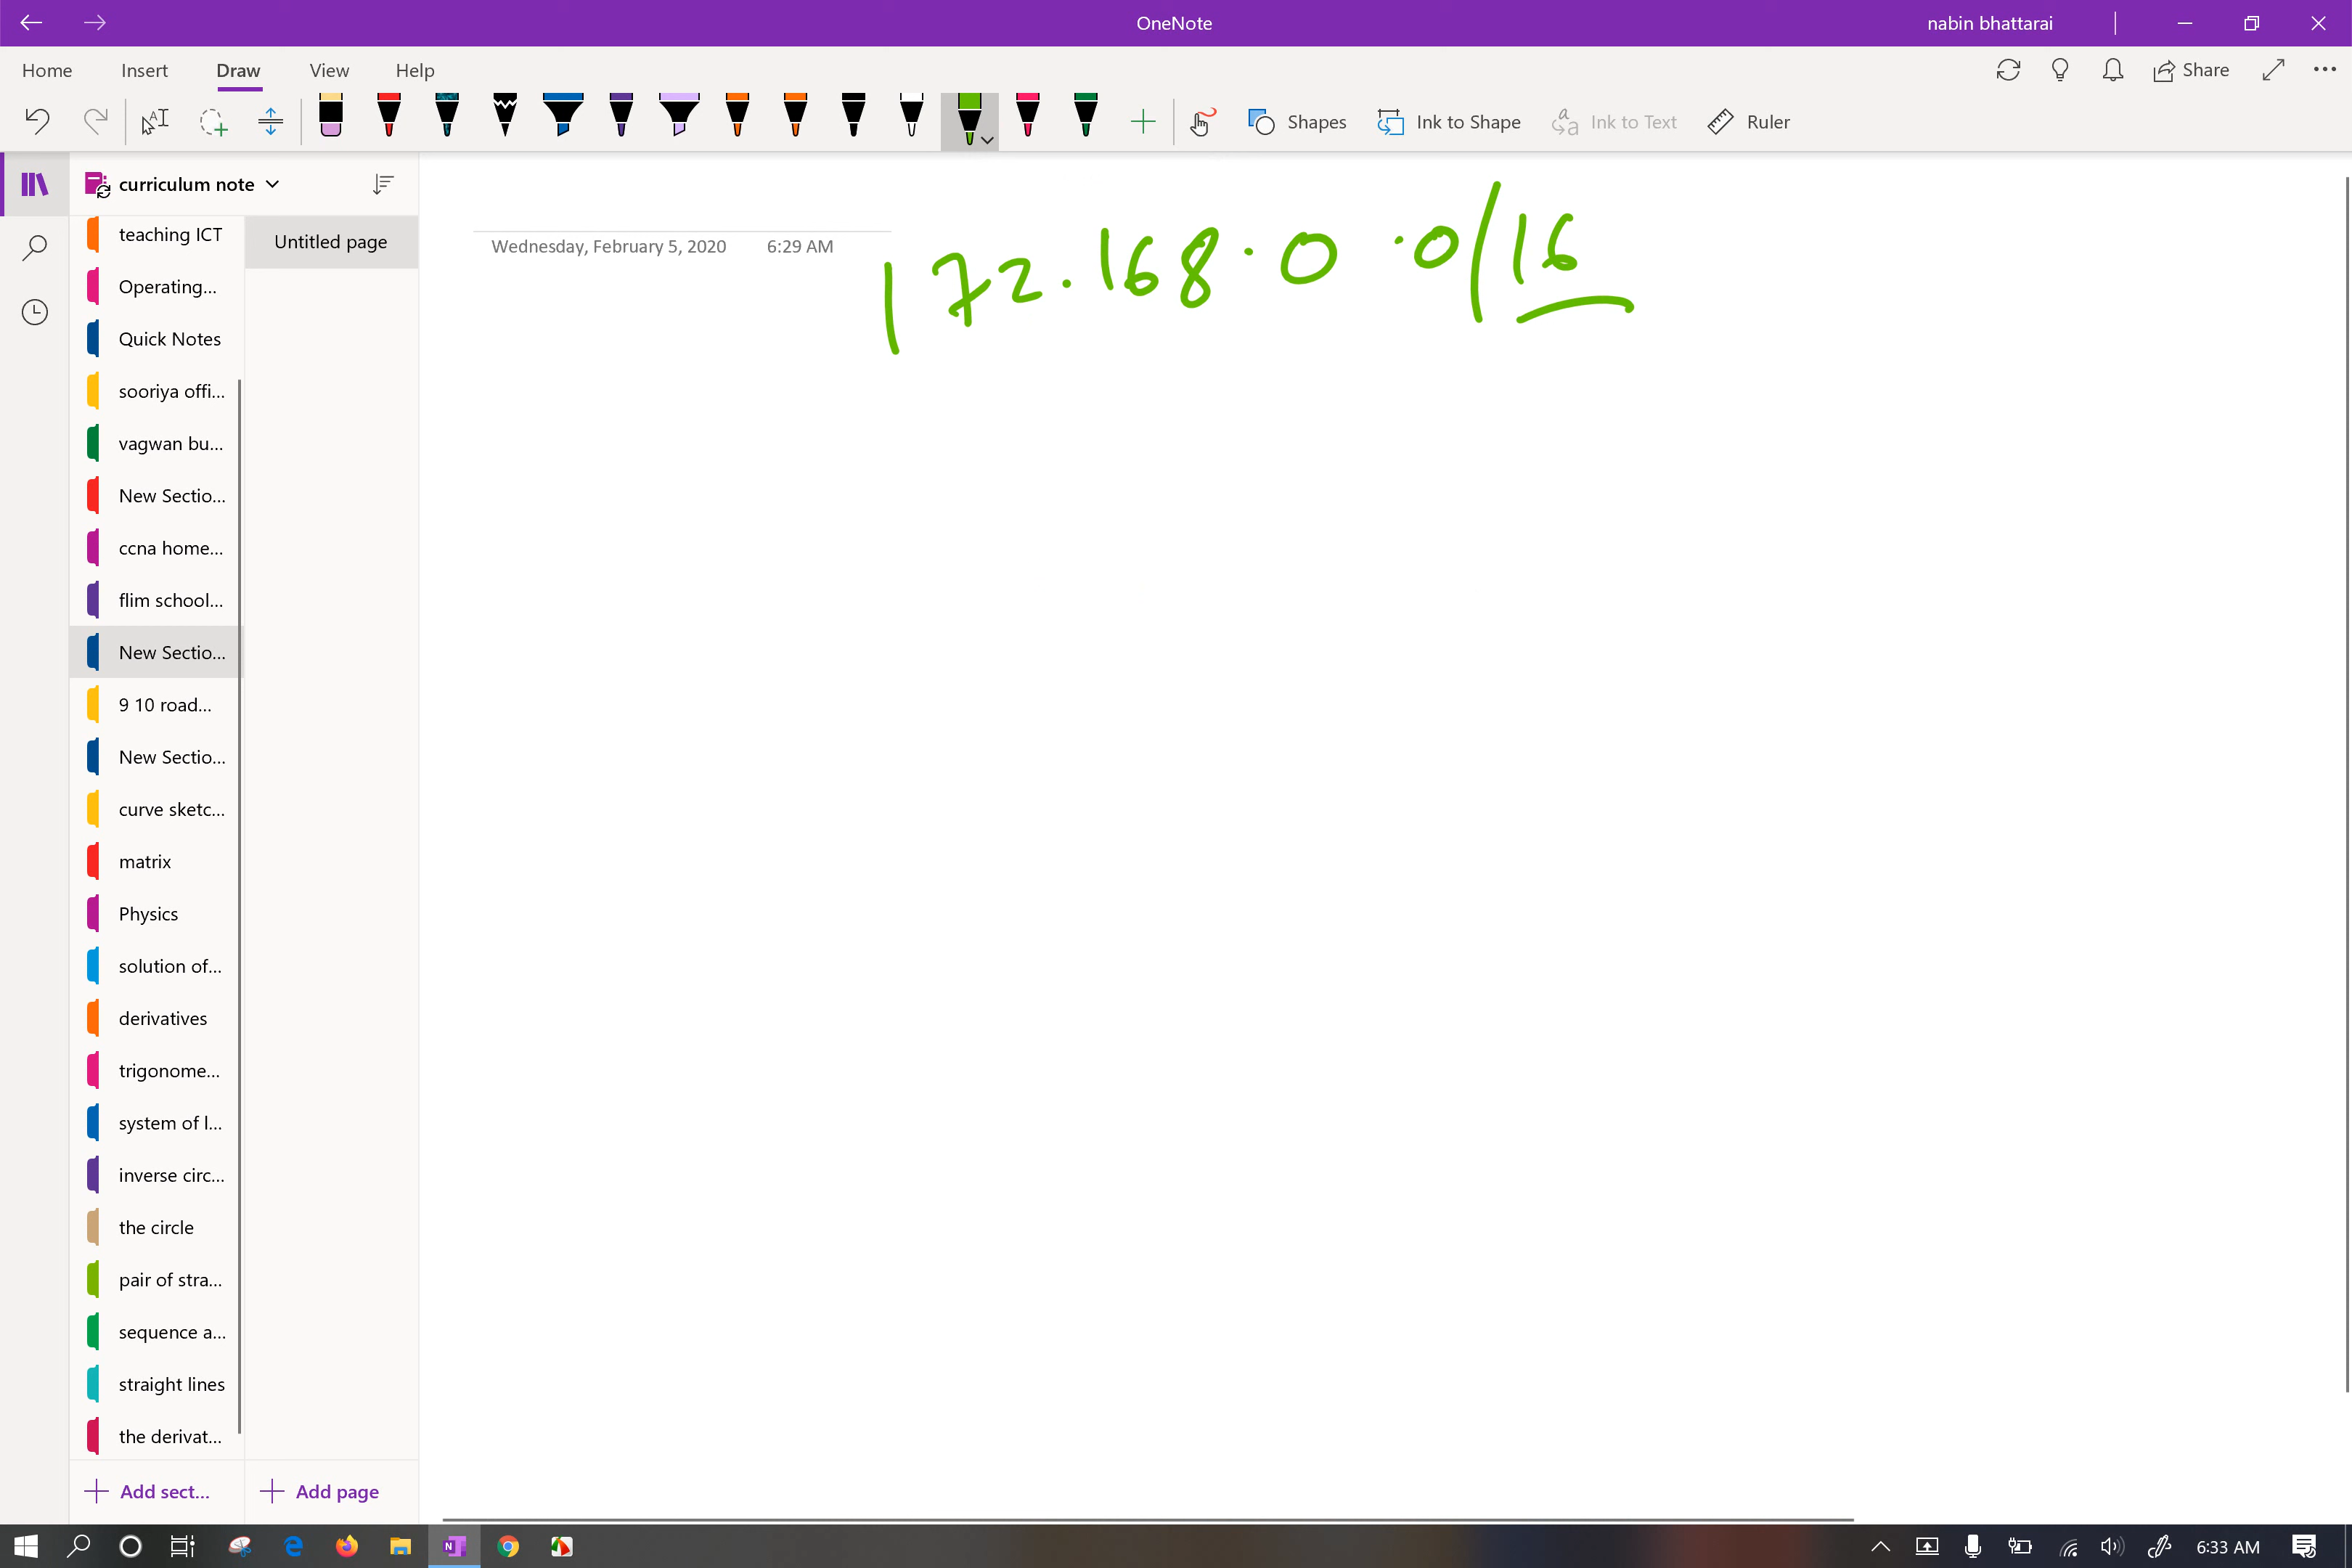 OneNote
nabin bhattarai
Home Insert Draw View Help
Share
Shapes
Ink to Shape
Ink to Text
Ruler
curriculum note
teaching ICT
Operating...
Quick Notes
sooriya offi...
vagwan bu...
New Sectio...
ccna home...
flim school...
New Sectio...
9 10 road...
New Sectio...
curve sketc...
matrix
Physics
solution of...
derivatives
trigonome...
system of l...
inverse circ...
the circle
pair of stra...
sequence a...
straight lines
the derivat...
Add sect...
Untitled page
Add page
Wednesday, February 5, 2020 6:29 AM
172.168.0.0/16
6:33 AM